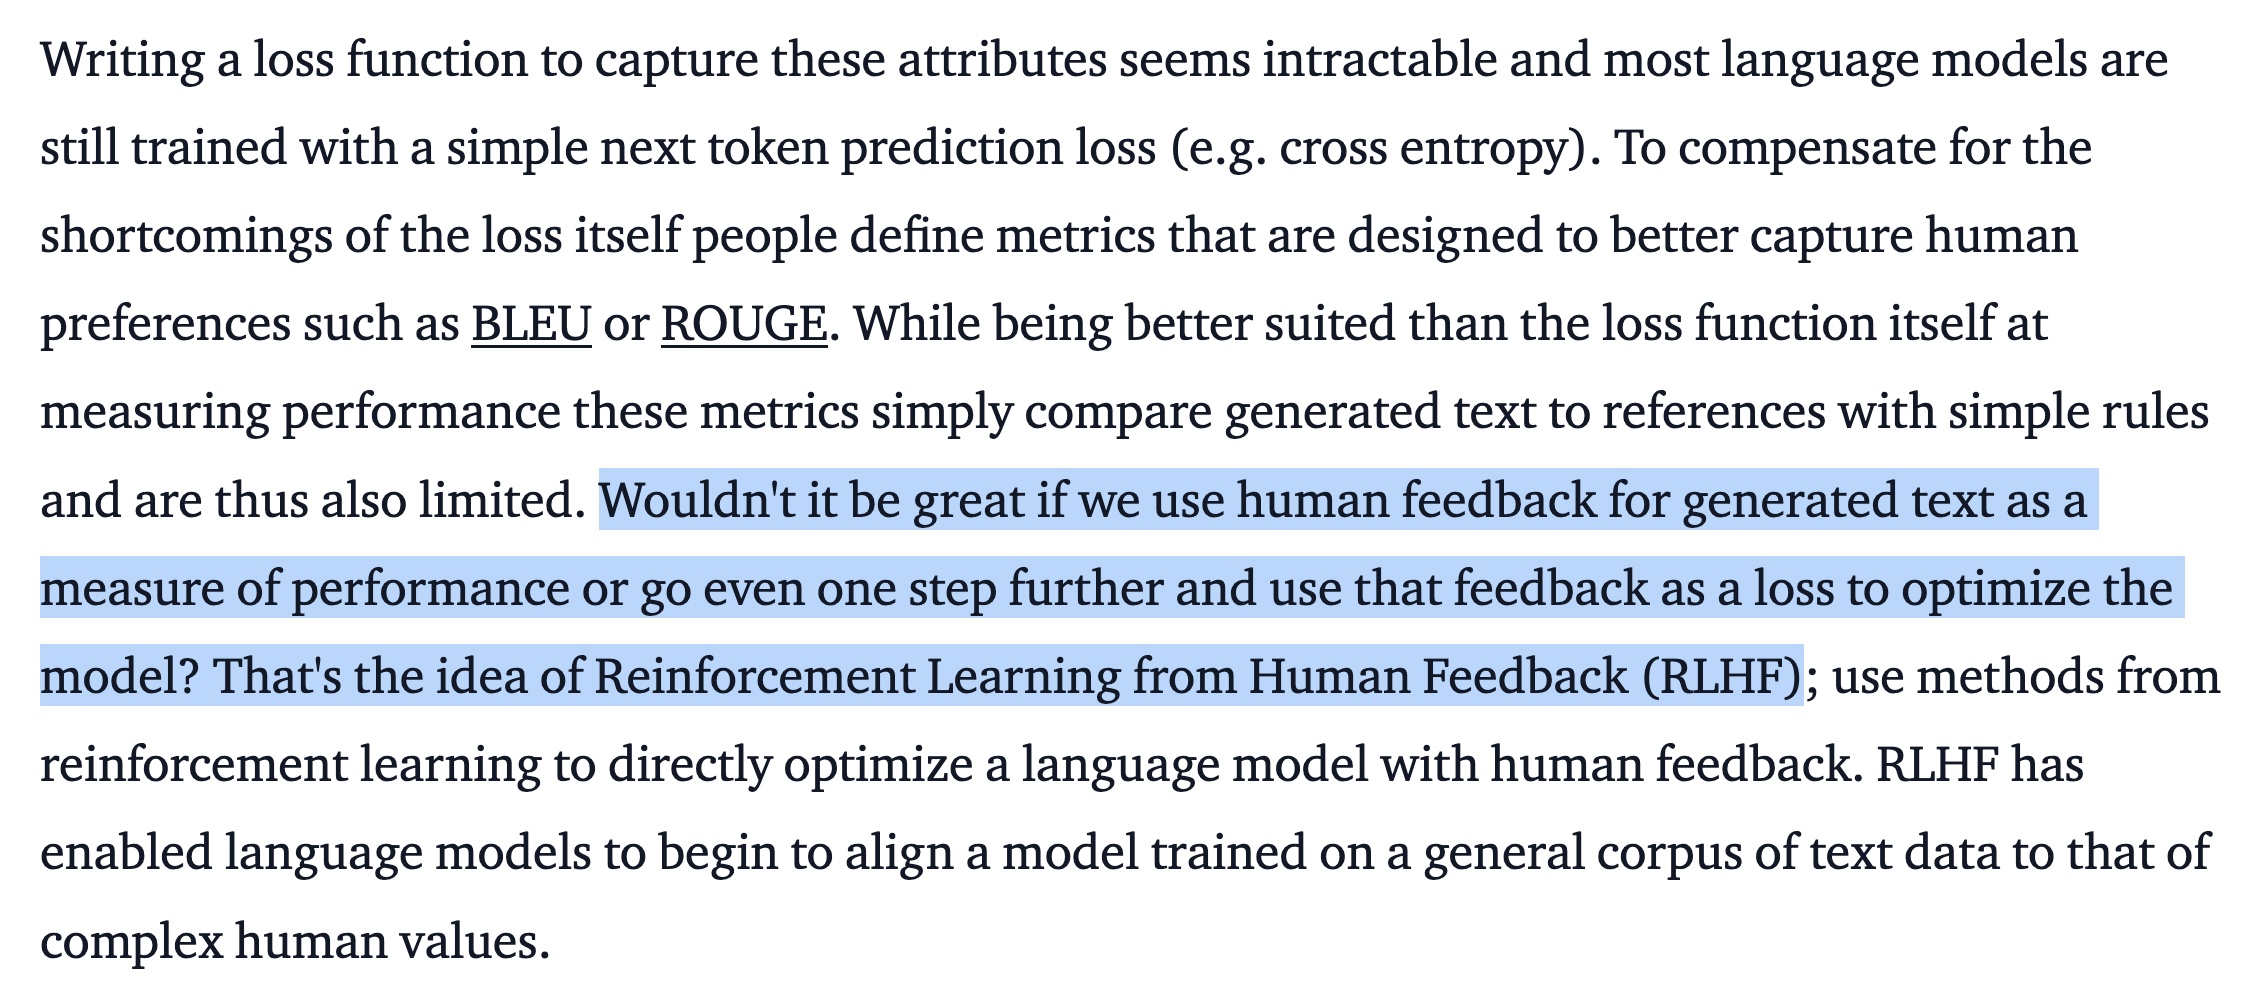 Writing a loss function to capture these attributes seems intractable and most language models are
still trained with a simple next token prediction loss (e.g. cross entropy). To compensate for the
shortcomings of the loss itself people define metrics that are designed to better capture human
preferences such as BLEU or ROUGE. While being better suited than the loss function itself at
measuring performance these metrics simply compare generated text to references with simple rules
and are thus also limited. Wouldn't it be great if we use human feedback for generated text as a
measure of performance or go even one step further and use that feedback as a loss to optimize the
model? That's the idea of Reinforcement Learning from Human Feedback (RLHF); use methods from
reinforcement learning to directly optimize a language model with human feedback. RLHF has
enabled language models to begin to align a model trained on a general corpus of text data to that of
complex human values.